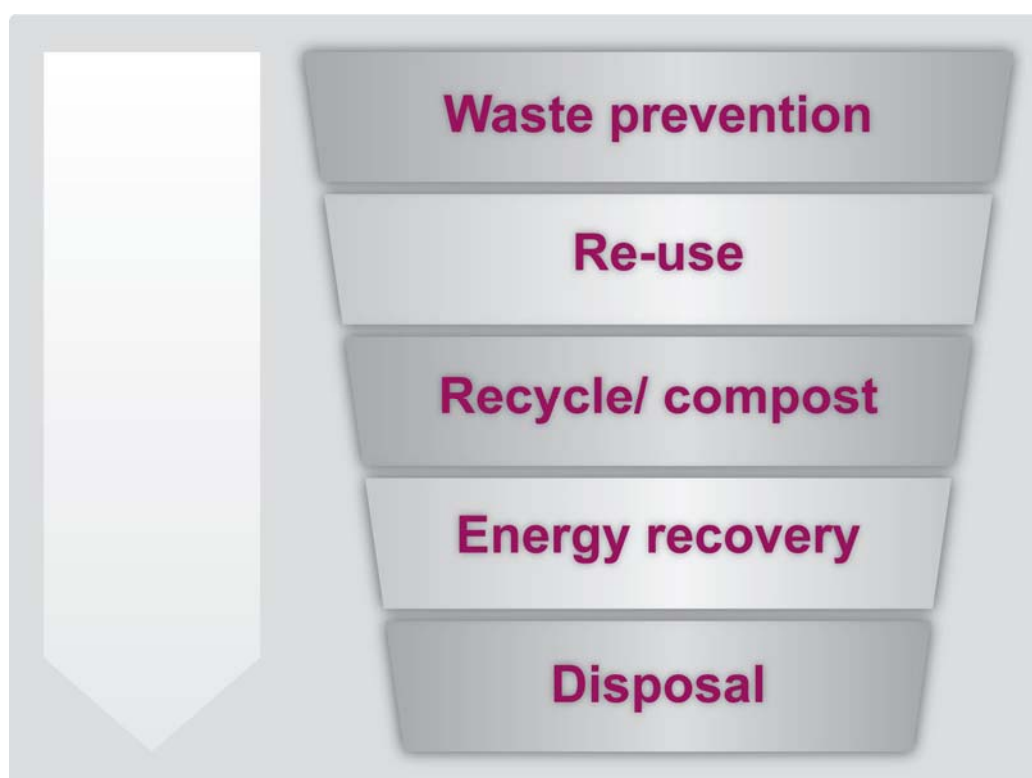 Waste prevention
Re-use
Recycle/ compost
Energy recovery
Disposal